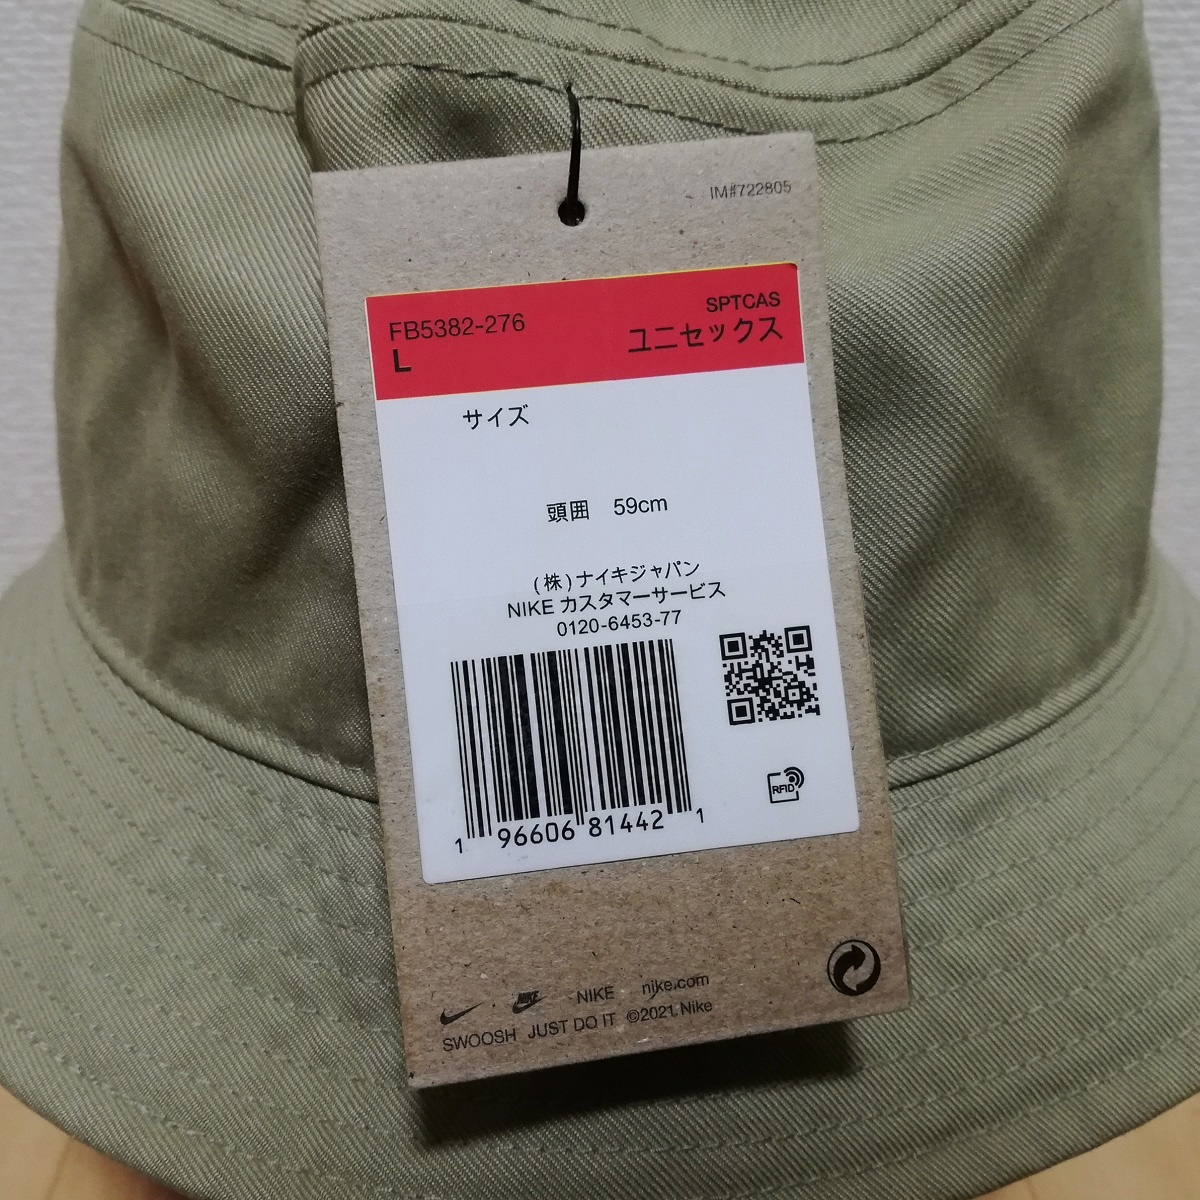 IM#722805
FB5382-276
SPTCAS
L
ユニセックス
サイズ
頭囲　59cm
(株)ナイキジャパン
NIKE カスタマーサービス
0120-6453-77
RFID
1 96606 81442 1
NIKE NIKE nike.com
SWOOSH JUST DO IT ©2021 Nike